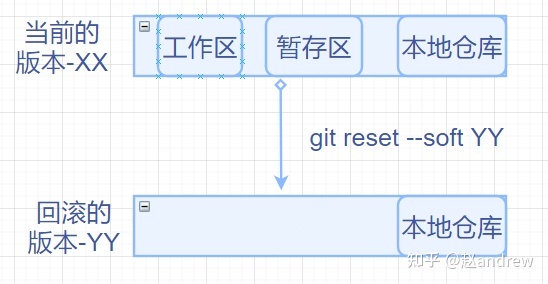 当前的
版本-XX
工作区
暂存区
本地仓库
git reset --soft YY
回滚的
版本-YY
本地仓库
知乎 @赵andrew